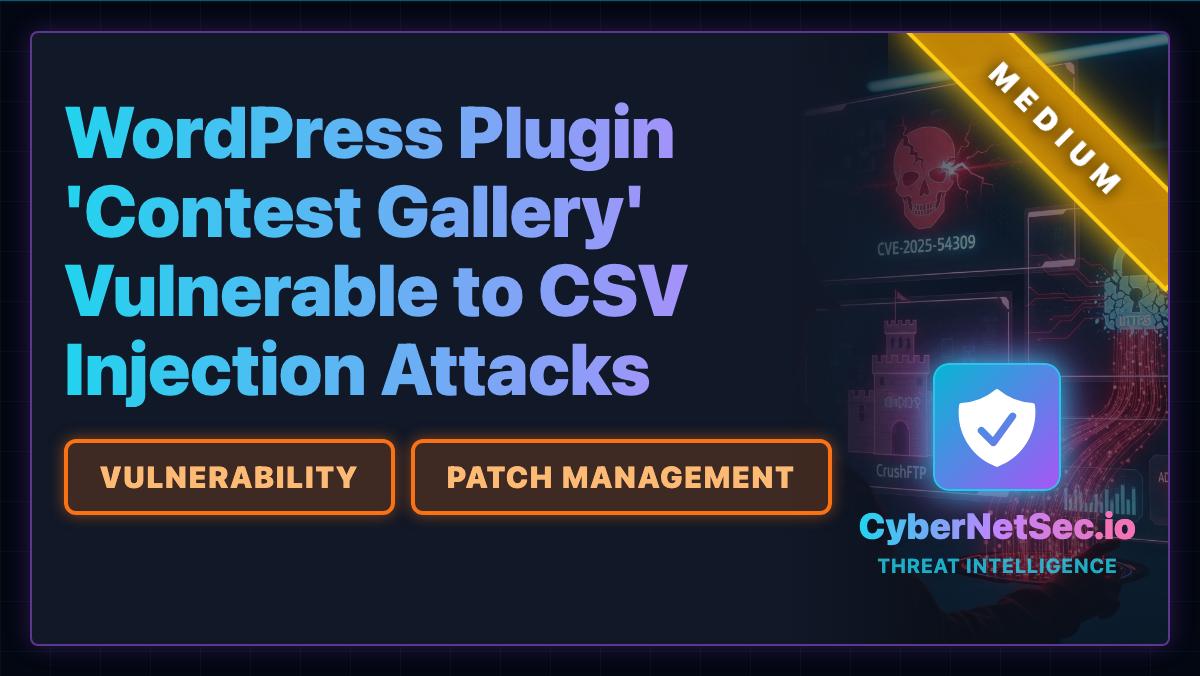 WordPress Plugin
'Contest Gallery'
Vulnerable to CSV
Injection Attacks
VULNERABILITY
PATCH MANAGEMENT
MEDIUM
CVE-2025-54309
HTTPS
CrushFTP
CyberNetSec.io
THREAT INTELLIGENCE